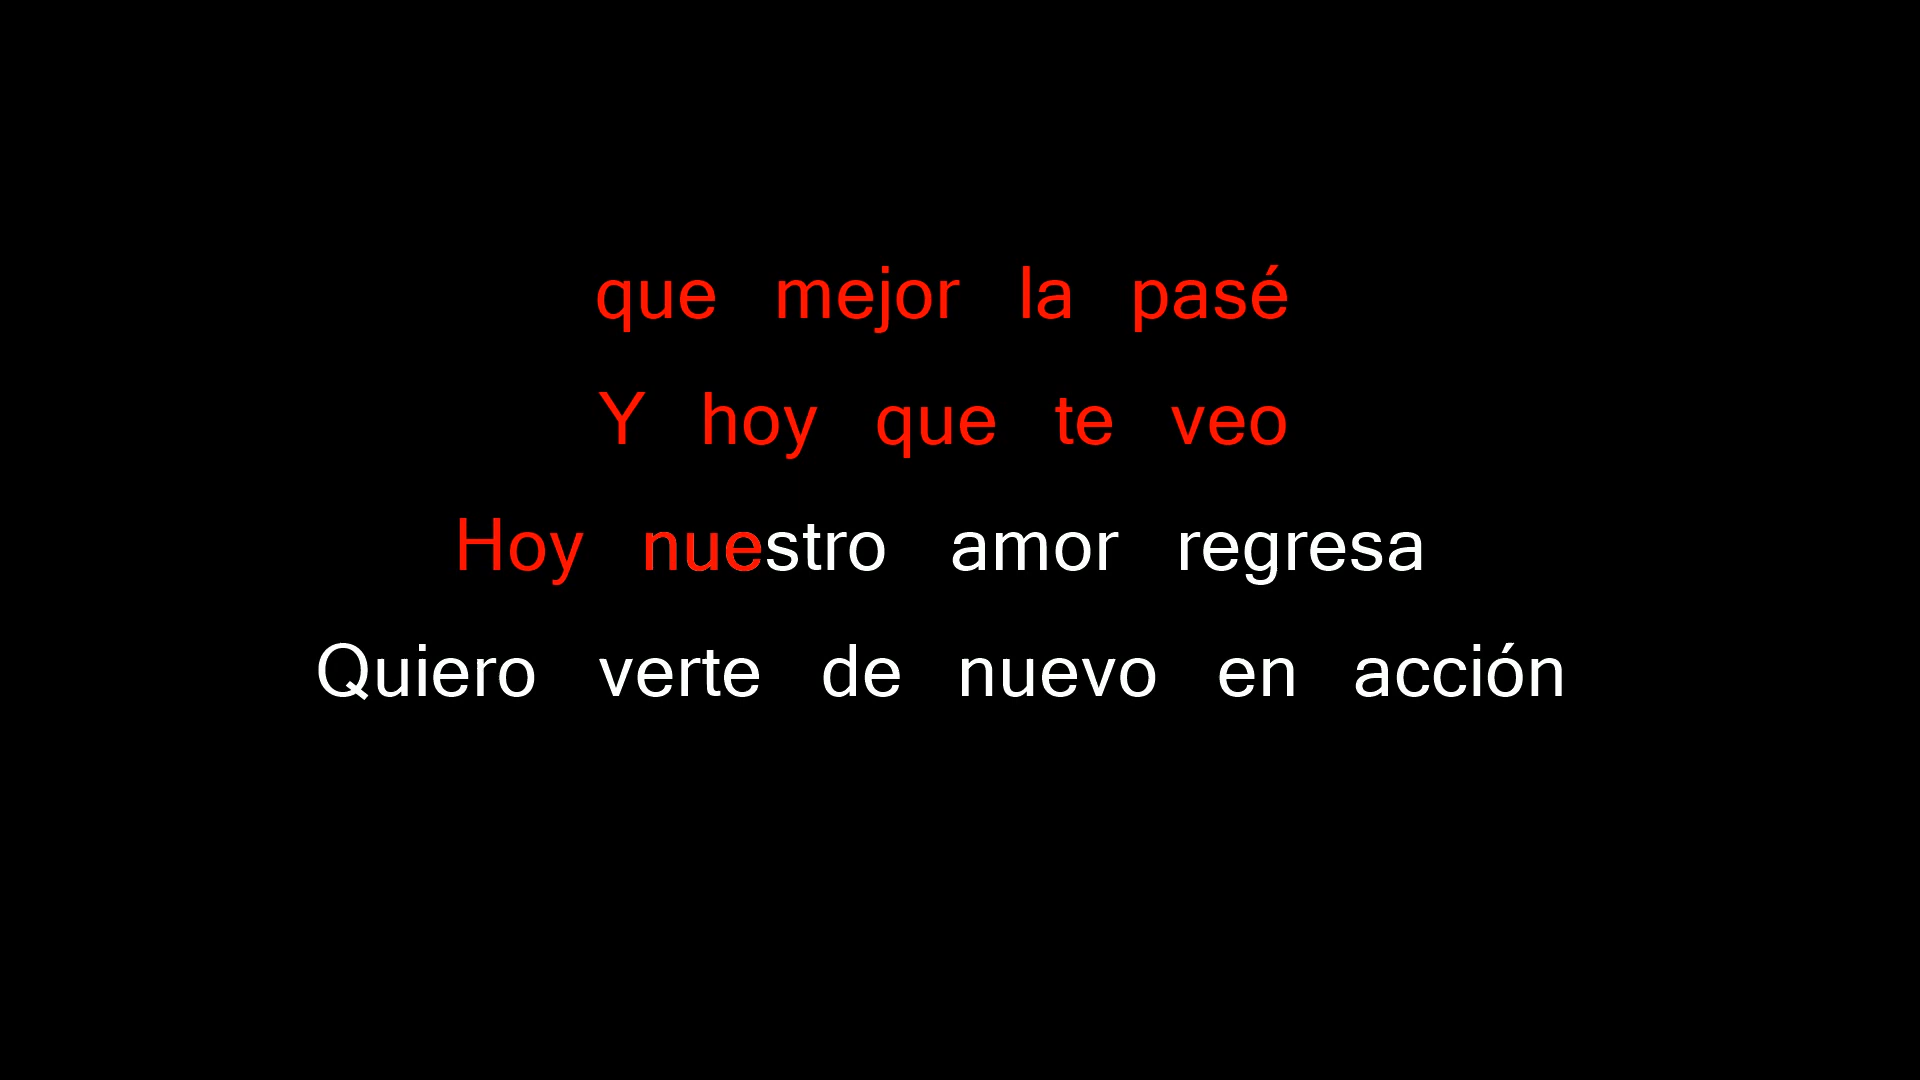 que mejor la pasé
Y hoy que te veo
Hoy nuestro amor regresa
Quiero verte de nuevo en acción